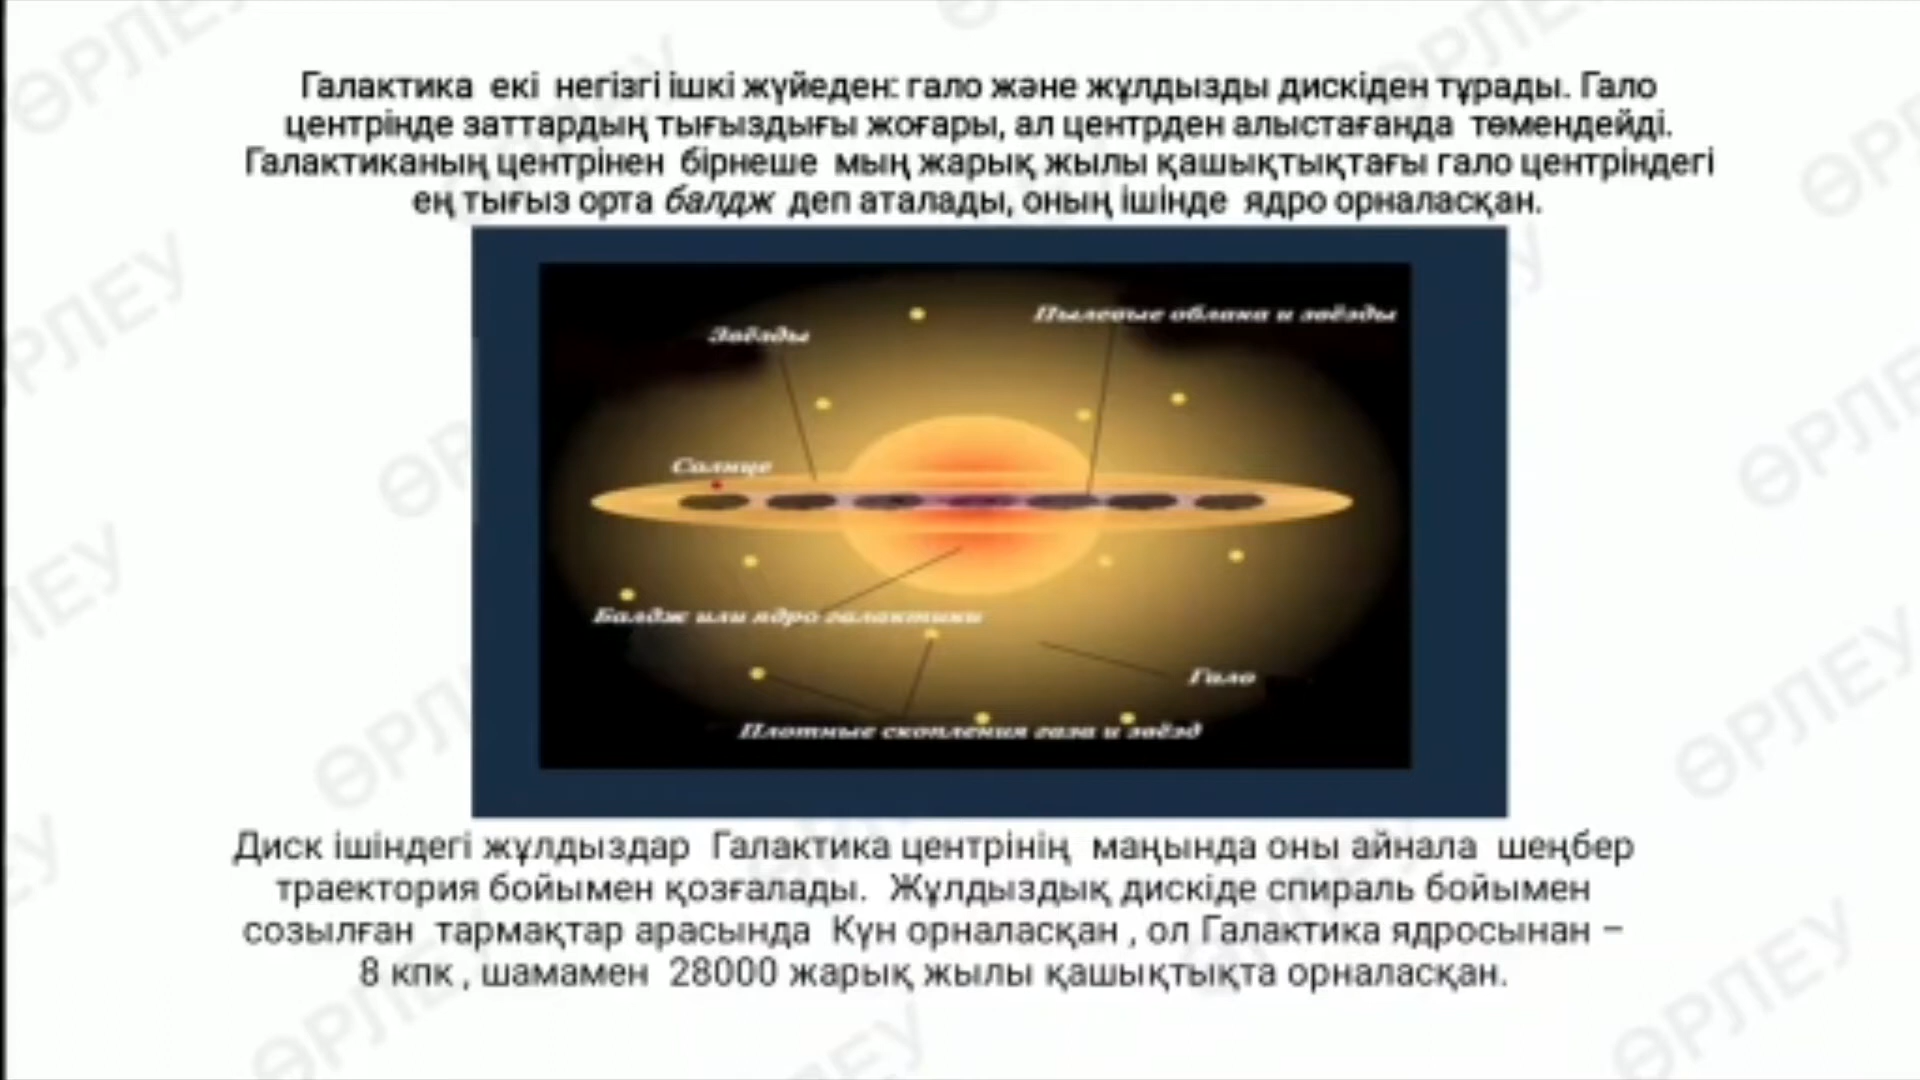 Галактика екі негізгі ішкі жүйеден: гало және жұлдызды дискіден тұрады. Гало
центрінде заттардың тығыздығы жоғары, ал центрден алыстағанда төмендейді.
Галактиканың центрінен бірнеше мың жарық жылы қашықтықтағы гало центріндегі
ең тығыз орта балдж деп аталады, оның ішінде ядро орналасқан.
Пылевые облака и звёзды
Звёзды
Солнце
Балдж или ядро галактики
Гало
Плотные скопления газа и звёзд
Диск ішіндегі жұлдыздар Галактика центрінің маңында оны айнала шеңбер
траектория бойымен қозғалады. Жұлдыздық дискіде спираль бойымен
созылған тармақтар арасында Күн орналасқан , ол Галактика ядросынан –
8 кпк , шамамен 28000 жарық жылы қашықтықта орналасқан.
ӨРЛЕУ